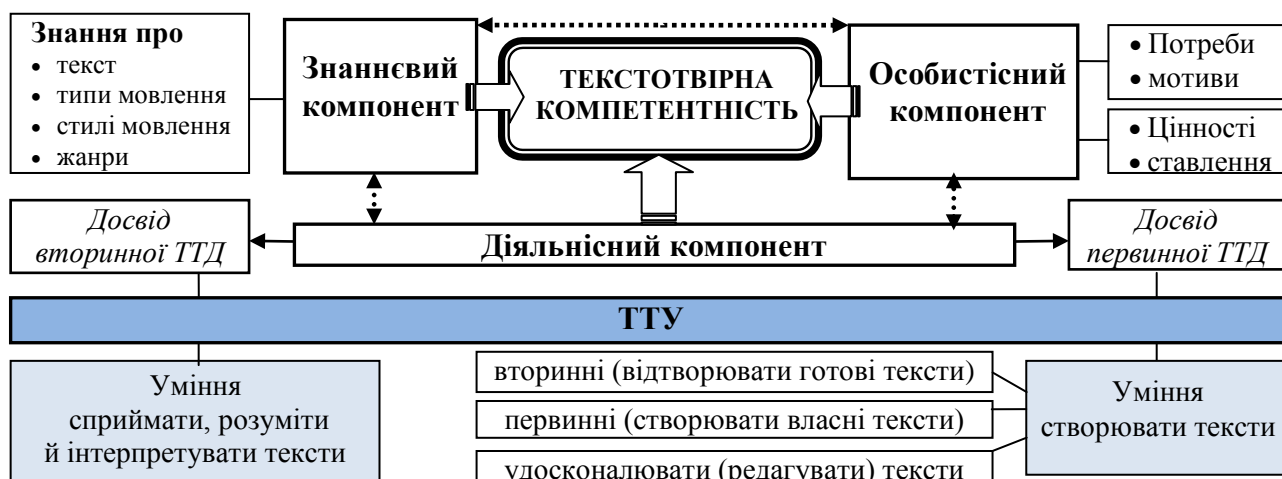 Знання про
• текст
• типи мовлення
• стилі мовлення
• жанри
Знаннєвий
компонент
ТЕКСТОТВІРНА
КОМПЕТЕНТНІСТЬ
Особистісний
компонент
• Потреби
• мотиви
• Цінності
• ставлення
Досвід
вторинної ТТД
Діяльнісний компонент
Досвід
первинної ТТД
ТТУ
Уміння
сприймати, розуміти
й інтерпретувати тексти
вторинні (відтворювати готові тексти)
первинні (створювати власні тексти)
удосконалювати (редагувати) тексти
Уміння
створювати тексти